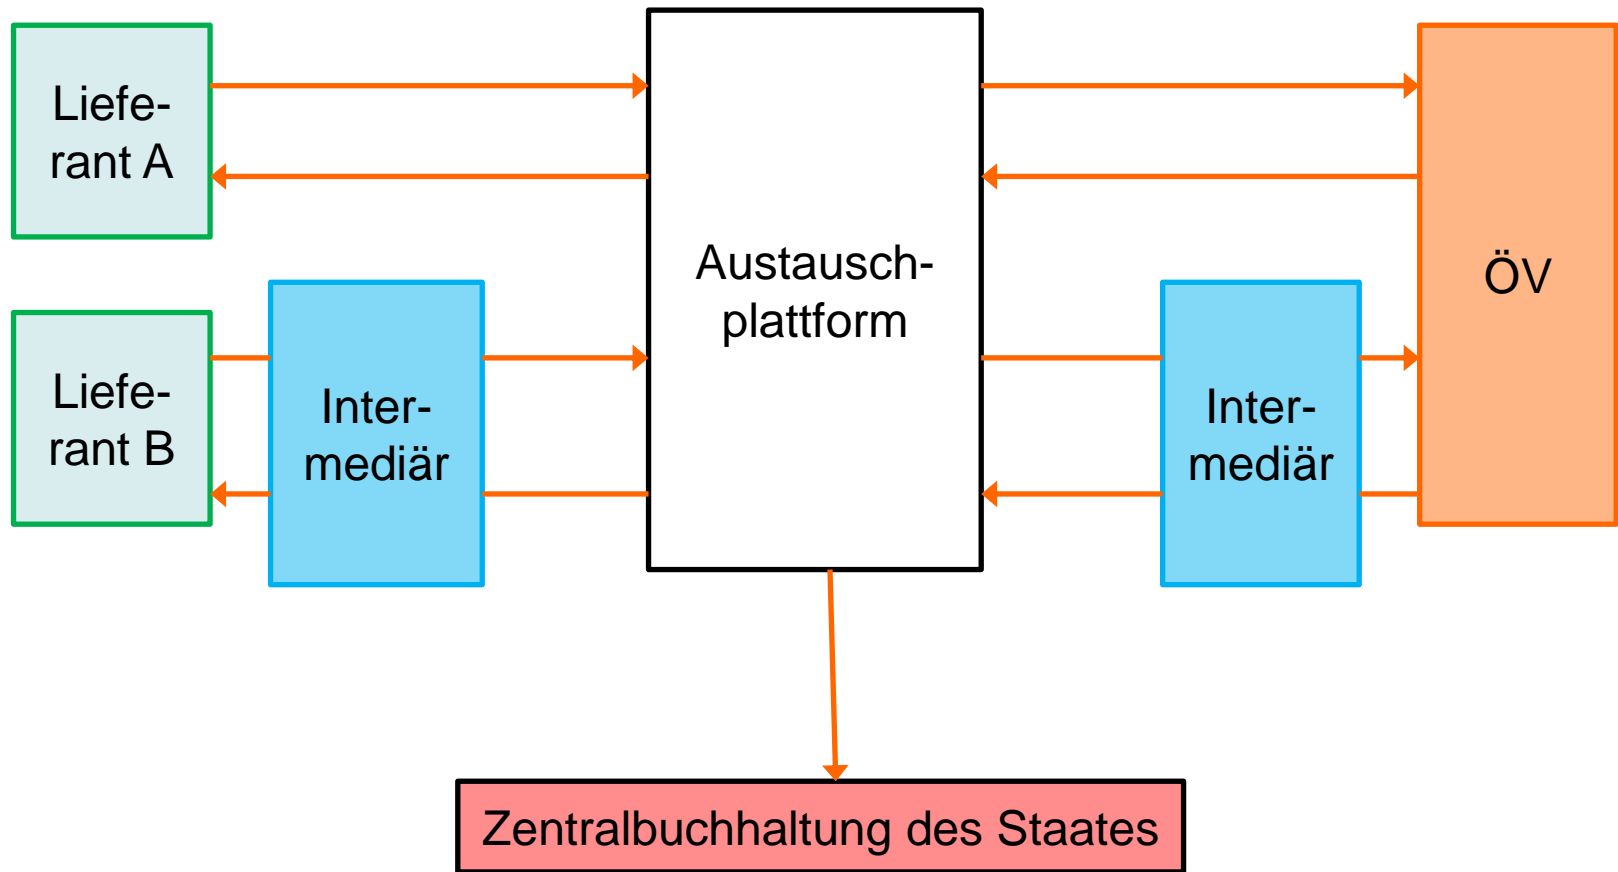 Liefe-
rant A
Austausch-
plattform
ÖV
Liefe-
rant B
Inter-
mediär
Inter-
mediär
Zentralbuchhaltung des Staates